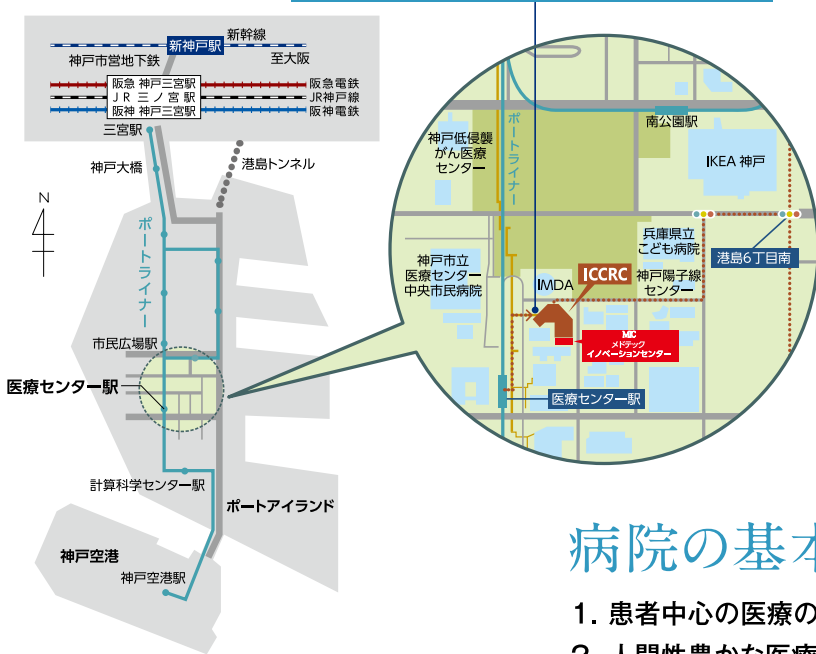 新幹線
新神戸駅
神戸市営地下鉄
至大阪
阪急 神戸三宮駅
阪急電鉄
JR 三ノ宮駅
JR神戸線
阪神 神戸三宮駅
阪神電鉄
三宮駅
神戸大橋
港島トンネル
N
ポートライナー
市民広場駅
医療センター駅
計算科学センター駅
ポートアイランド
神戸空港
神戸空港駅
ポートライナー
南公園駅
神戸低侵襲
がん医療
センター
IKEA 神戸
兵庫県立
こども病院
港島6丁目南
神戸市立
医療センター
中央市民病院
IMDA
ICCRC
神戸陽子線
センター
MIC
メドテック
イノベーションセンター
医療センター駅
病院の基本
1. 患者中心の医療の
2. 人間性豊かな医療